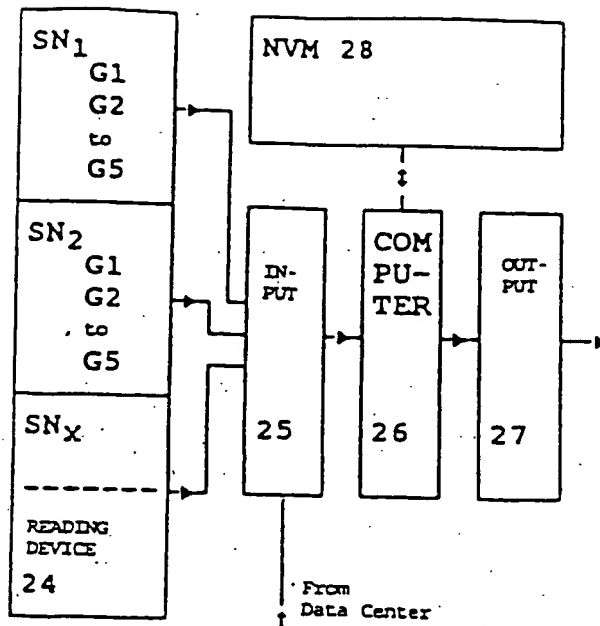 SN1
G1
G2
to
G5
SN2
G1
G2
to
G5
SNX
READING
DEVICE
24
NVM 28
IN-
PUT
25
COM
PU-
TER
26
OUT-
PUT
27
From
Data Center